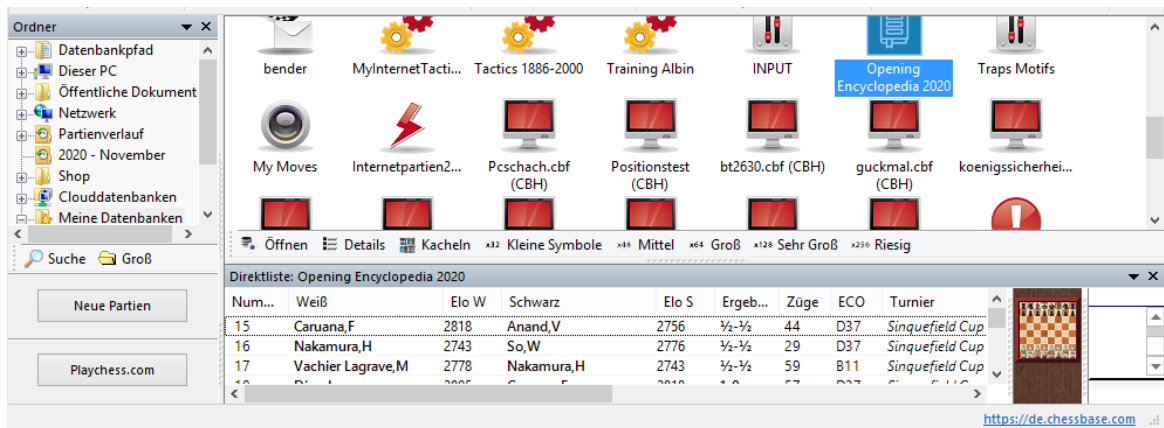 Ordner
Datenbankpfad
Dieser PC
Öffentliche Dokument
Netzwerk
Partienverlauf
2020 - November
Shop
Clouddatenbanken
Meine Datenbanken
Suche Groß
Neue Partien
Playchess.com
bender MyInternetTacti... Tactics 1886-2000 Training Albin INPUT Opening Traps Motifs
Encyclopedia 2020
My Moves Internetpartien2... Pcschach.cbf Positionstest bt2630.cbf (CBH) guckmal.cbf koenigssicherhei...
(CBH) (CBH) (CBH)
Öffnen Details Kacheln x32 Kleine Symbole x48 Mittel x64 Groß x128 Sehr Groß x256 Riesig
Direktliste: Opening Encyclopedia 2020
Num... Weiß Elo W Schwarz Elo S Ergeb... Züge ECO Turnier
15 Caruana,F 2818 Anand,V 2756 ½-½ 44 D37 Sinquefield Cup
16 Nakamura,H 2743 So,W 2776 ½-½ 29 D37 Sinquefield Cup
17 Vachier Lagrave,M 2778 Nakamura,H 2743 ½-½ 59 B11 Sinquefield Cup
https://de.chessbase.com